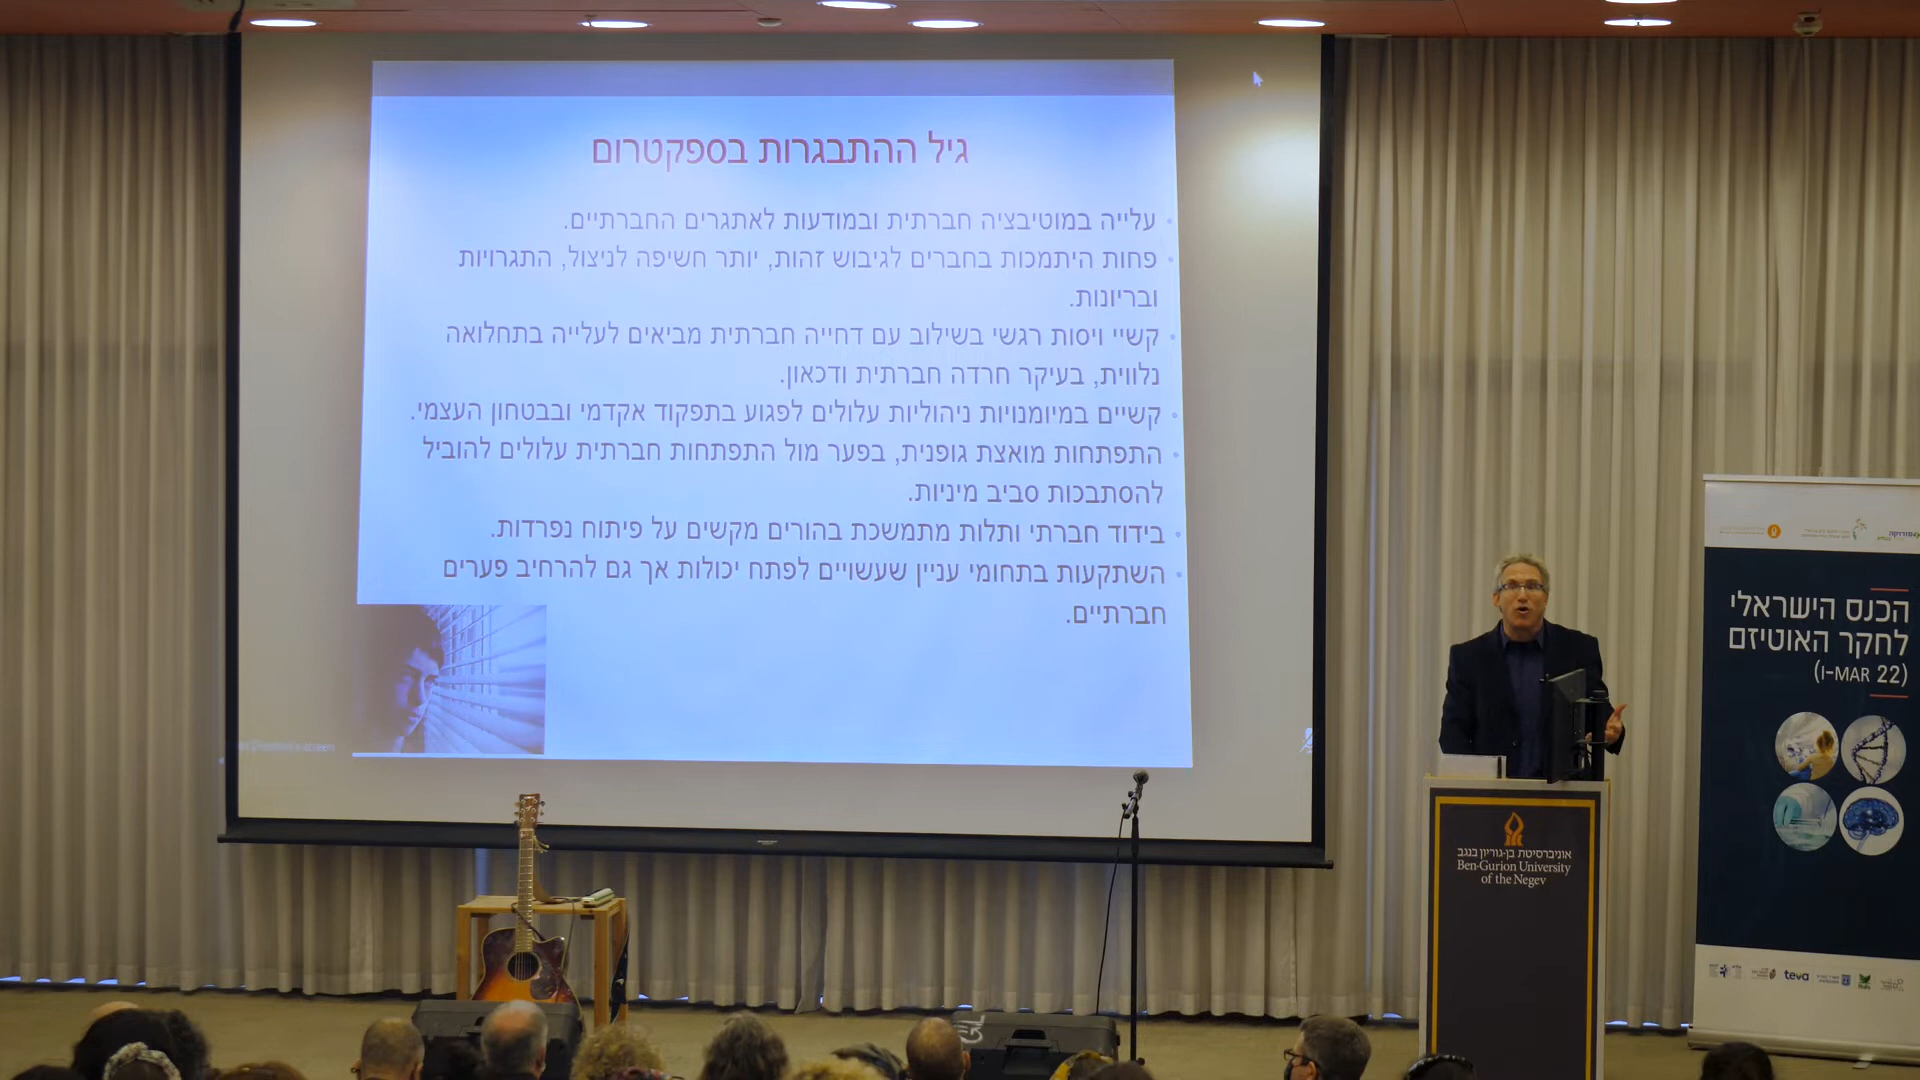 גיל ההתבגרות בספקטרום
• עלייה במוטיבציה חברתית ובמודעות לאתגרים החברתיים.
• פחות היתמכות בחברים לגיבוש זהות, יותר חשיפה לניצול, התגרויות
ובריונות.
• קשיי ויסות רגשי בשילוב עם דחייה חברתית מביאים לעלייה בתחלואה
נלווית, בעיקר חרדה חברתית ודכאון.
• קשיים במיומנויות ניהוליות עלולים לפגוע בתפקוד אקדמי ובבטחון העצמי.
• התפתחות מואצת גופנית, בפער מול התפתחות חברתית עלולים להוביל
להסתבכות סביב מיניות.
• בידוד חברתי ותלות מתמשכת בהורים מקשים על פיתוח נפרדות.
• השתקעות בתחומי עניין שעשויים לפתח יכולות אך גם להרחיב פערים
חברתיים.
הכנס הישראלי
לחקר האוטיזם
(I-MAR 22)
teva
אוניברסיטת בן-גוריון בנגב
Ben-Gurion University
of the Negev